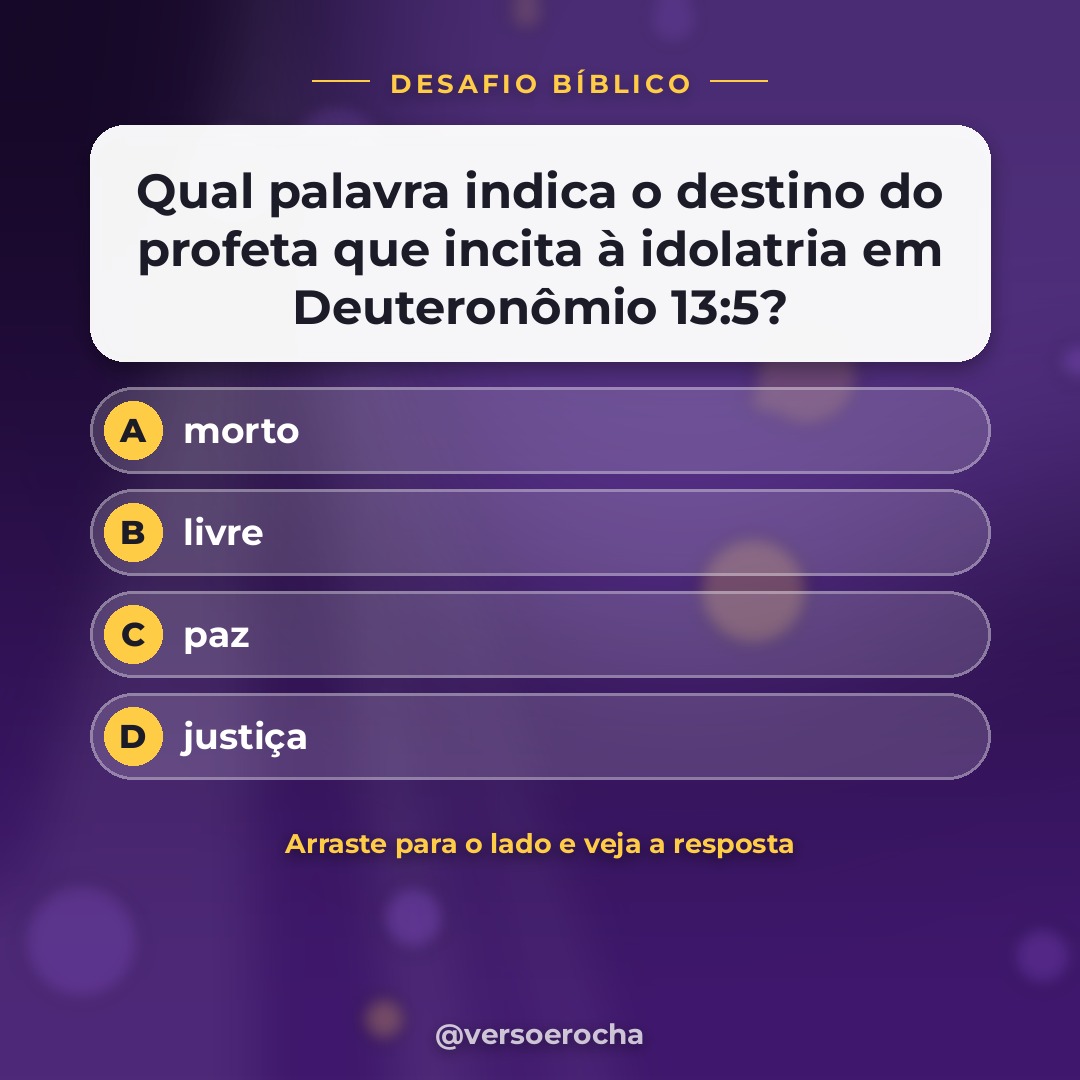 DESAFIO BÍBLICO
Qual palavra indica o destino do
profeta que incita à idolatria em
Deuteronômio 13:5?
A morto
B livre
C paz
D justiça
Arraste para o lado e veja a resposta
@versoerocha